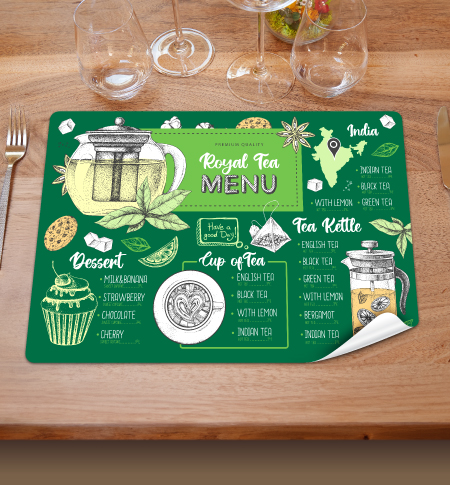 PREMIUM QUALITY
Royal Tea
MENU
India
• INDIAN TEA
• BLACK TEA
• WITH LEMON • GREEN TEA
Have a
good Day!
Tea Kettle
• ENGLISH TEA
• BLACK TEA
• GREEN TEA
• WITH LEMON
• BERGAMOT
• INDIAN TEA
Dessert
• MILK&BANANA
• STRAWBERRY
• CHOCOLATE
• CHERRY
Cup of Tea
• ENGLISH TEA
• BLACK TEA
• WITH LEMON
• INDIAN TEA